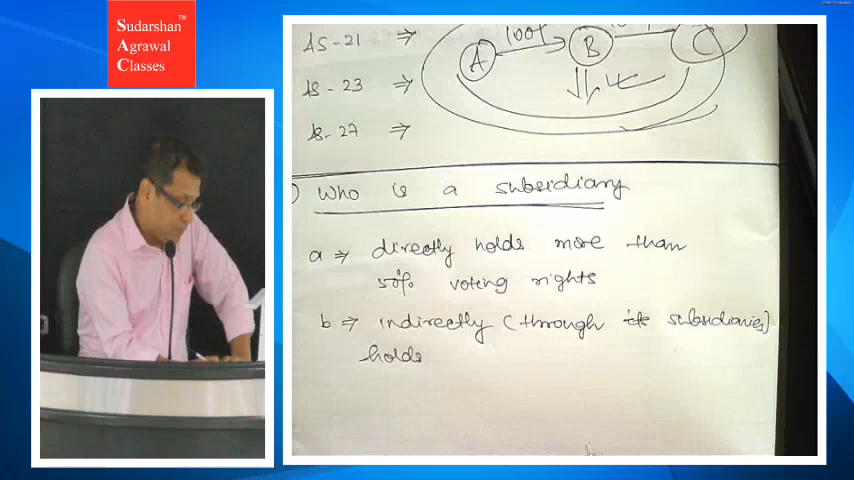 Sudarshan™
Agrawal
Classes
AS-21 ⇒
100%
A
B
C
AS-23 ⇒
AS-27 ⇒
) Who is a subsidiary
a ⇒ directly holds more than
50% voting rights
b ⇒ indirectly (through its subsidiaries)
holds